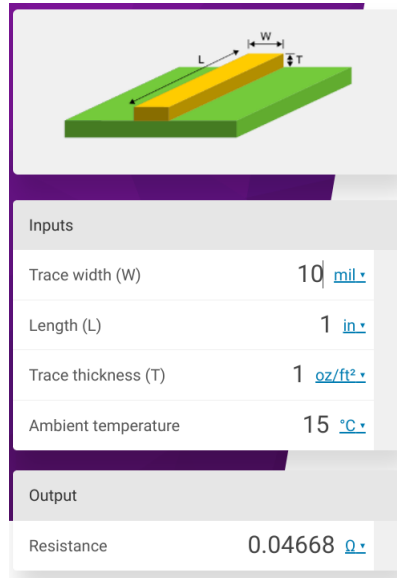 W
L
T
Inputs
Trace width (W) 10 mil
Length (L) 1 in
Trace thickness (T) 1 oz/ft²
Ambient temperature 15 °C
Output
Resistance 0.04668 Ω